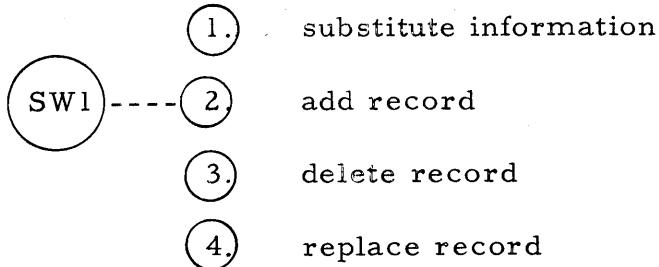 1. substitute information
SW1 ---- 2. add record
3. delete record
4. replace record